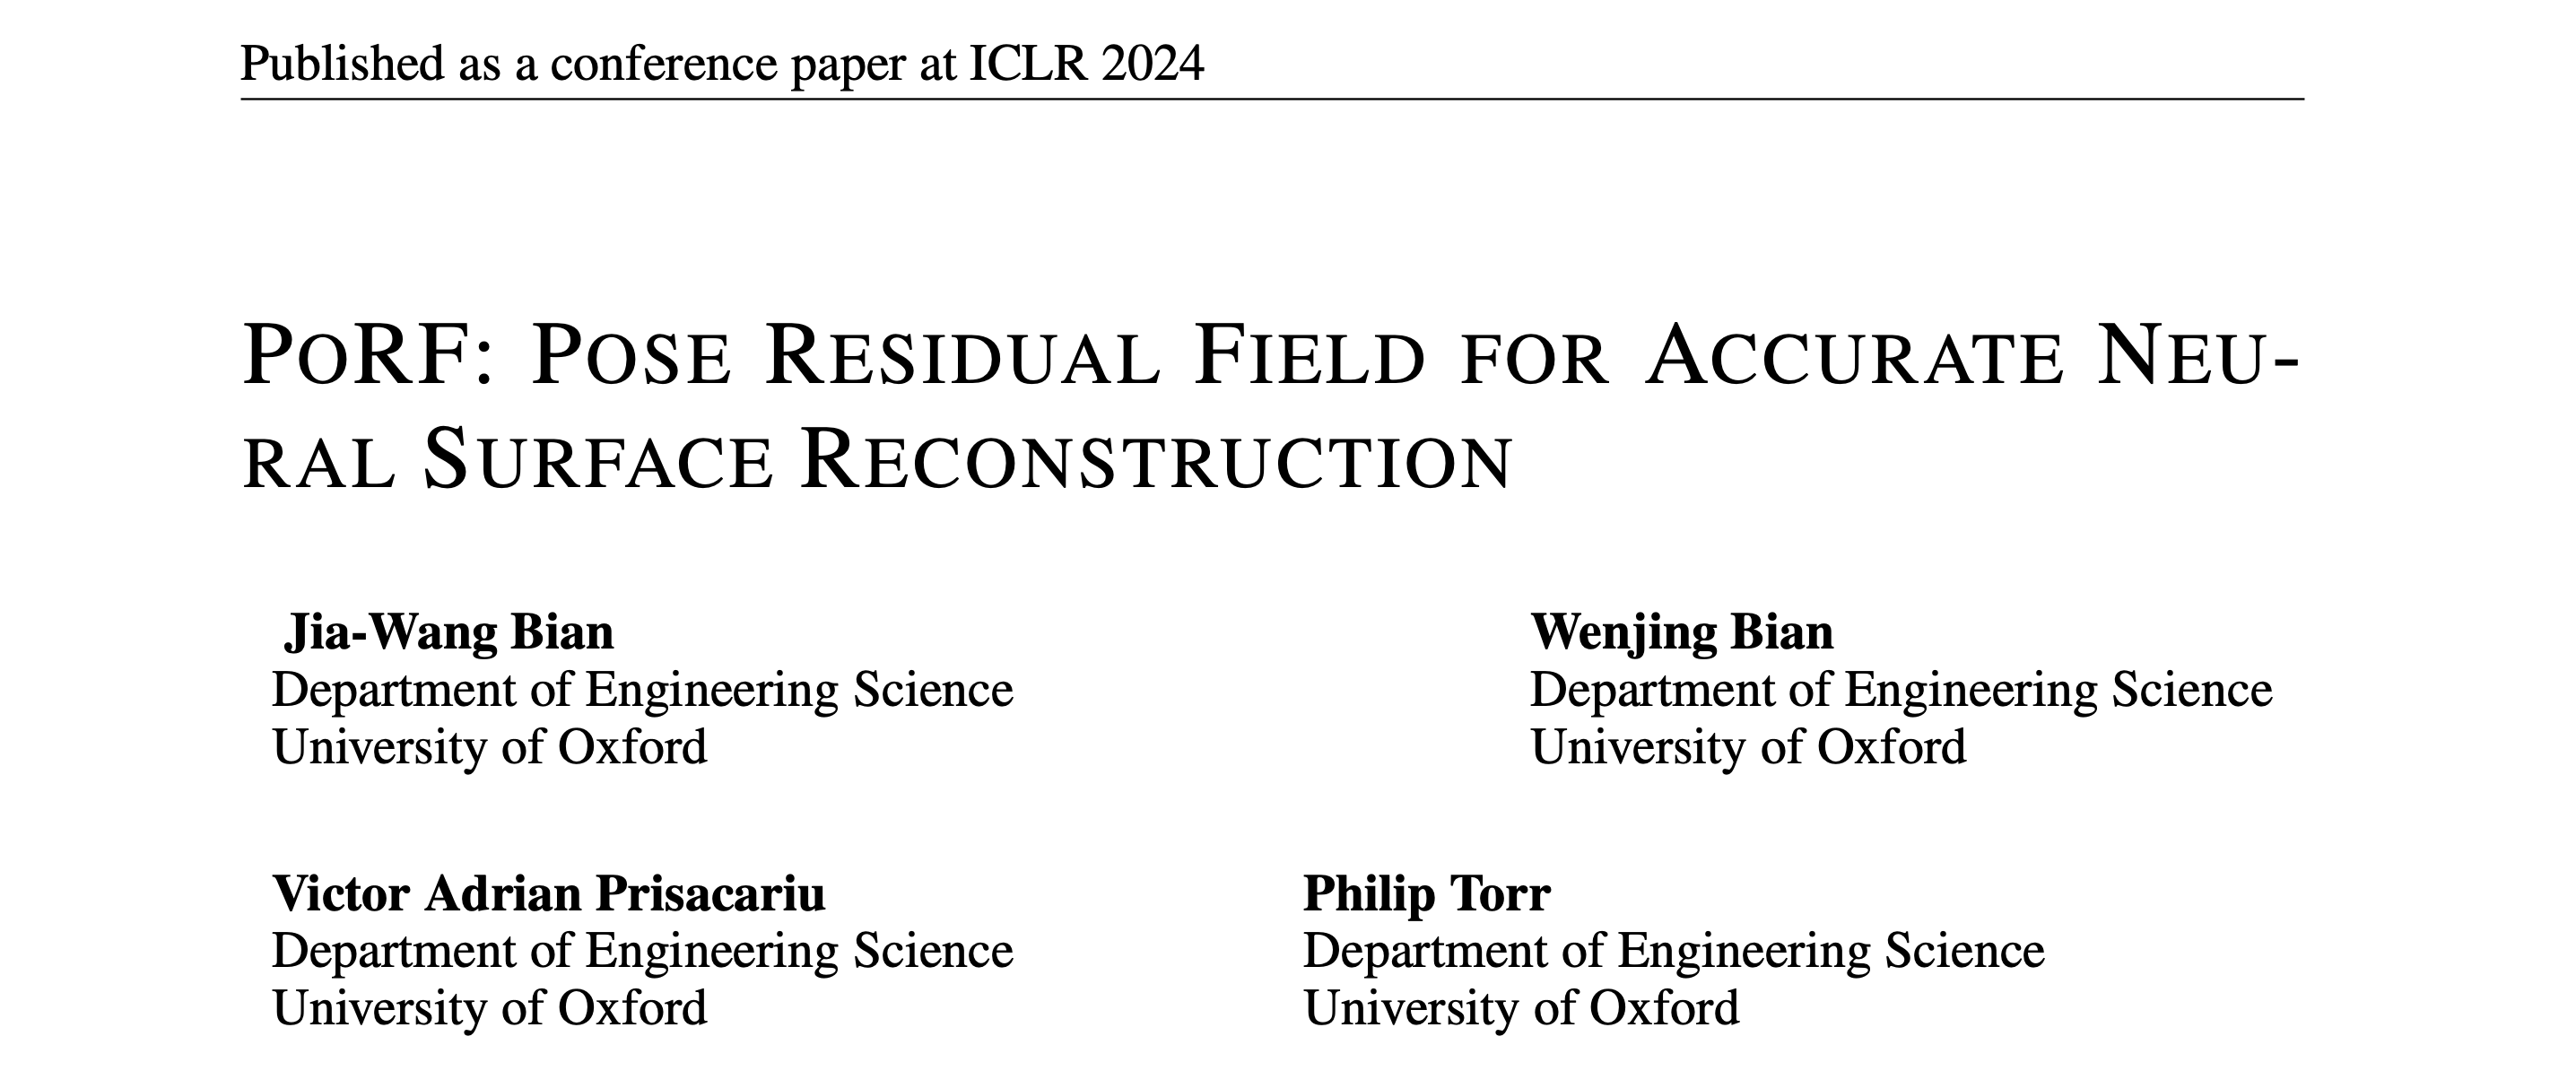 Published as a conference paper at ICLR 2024
PORF: POSE RESIDUAL FIELD FOR ACCURATE NEU-
RAL SURFACE RECONSTRUCTION
Jia-Wang Bian
Department of Engineering Science
University of Oxford
Wenjing Bian
Department of Engineering Science
University of Oxford
Victor Adrian Prisacariu
Department of Engineering Science
University of Oxford
Philip Torr
Department of Engineering Science
University of Oxford